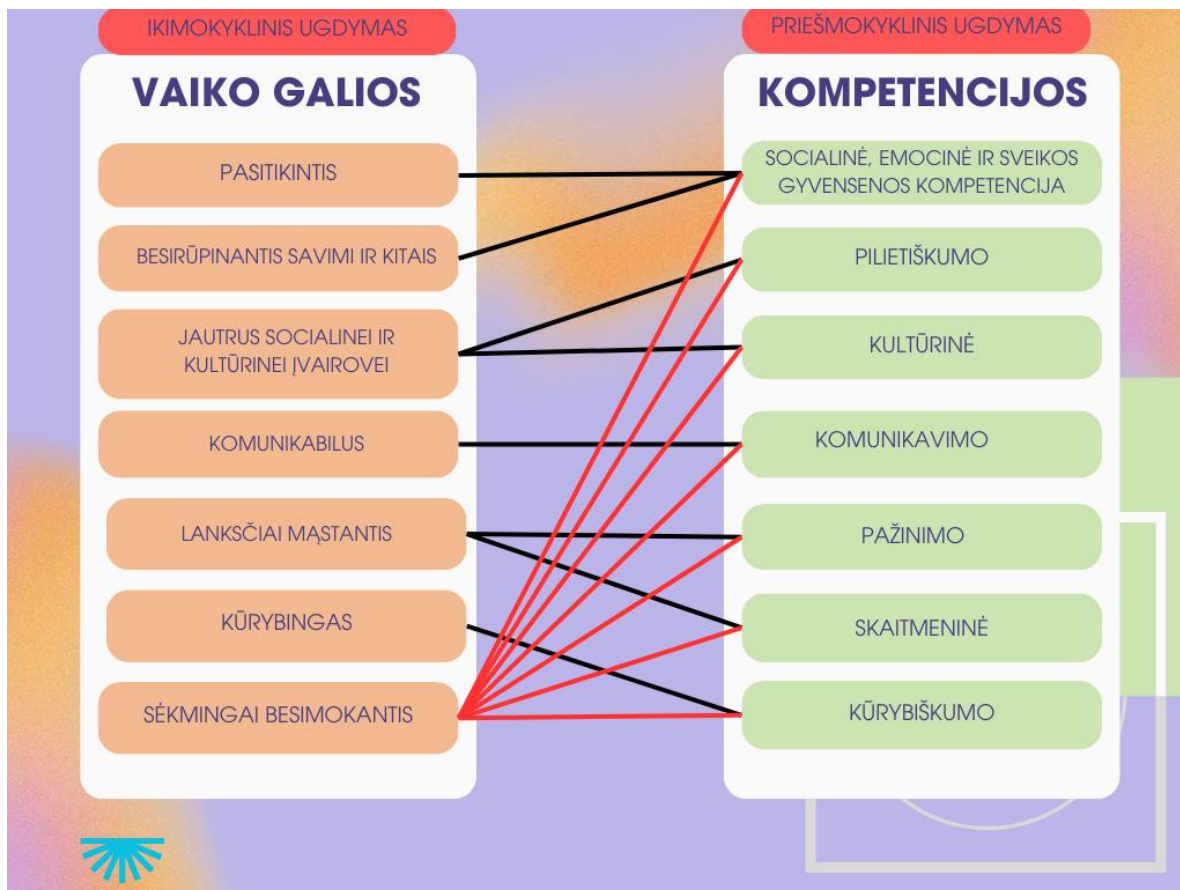 IKIMOKYKLINIS UGDYMAS
VAIKO GALIOS
PASITIKINTIS
BESIRŪPINANTIS SAVIMI IR KITAIS
JAUTRUS SOCIALINEI IR
KULTŪRINEI ĮVAIROVEI
KOMUNIKABILUS
LANKSČIAI MĄSTANTIS
KŪRYBINGAS
SĖKMINGAI BESIMOKANTIS
PRIEŠMOKYKLINIS UGDYMAS
KOMPETENCIJOS
SOCIALINĖ, EMOCINĖ IR SVEIKOS
GYVENSENOS KOMPETENCIJA
PILIETIŠKUMO
KULTŪRINĖ
KOMUNIKAVIMO
PAŽINIMO
SKAITMENINĖ
KŪRYBIŠKUMO